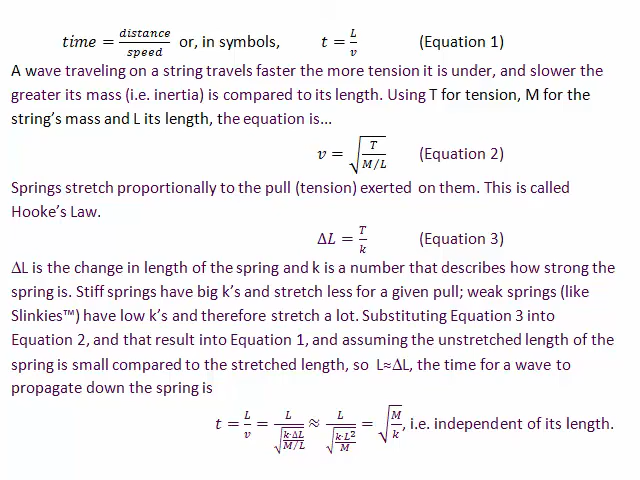 time = distance/speed or, in symbols, t = L/v (Equation 1)
A wave traveling on a string travels faster the more tension it is under, and slower the
greater its mass (i.e. inertia) is compared to its length. Using T for tension, M for the
string's mass and L its length, the equation is...
v = √(T/(M/L)) (Equation 2)
Springs stretch proportionally to the pull (tension) exerted on them. This is called
Hooke's Law.
ΔL = T/k (Equation 3)
ΔL is the change in length of the spring and k is a number that describes how strong the
spring is. Stiff springs have big k's and stretch less for a given pull; weak springs (like
Slinkies™) have low k's and therefore stretch a lot. Substituting Equation 3 into
Equation 2, and that result into Equation 1, and assuming the unstretched length of the
spring is small compared to the stretched length, so L≈ΔL, the time for a wave to
propagate down the spring is
t = L/v = L/√(k·ΔL/(M/L)) ≈ L/√(k·L²/M) = √(M/k), i.e. independent of its length.